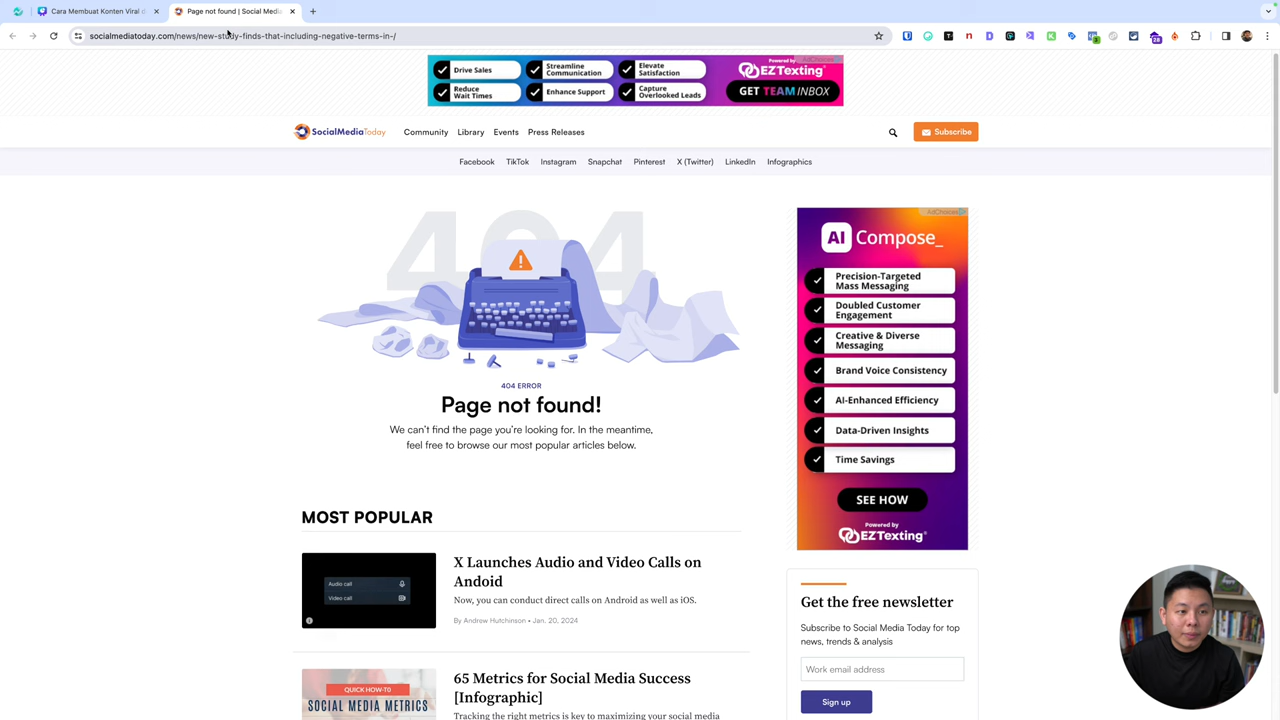 Cara Membuat Konten Viral d
Page not found | Social Medi
socialmediatoday.com/news/new-study-finds-that-including-negative-terms-in-/
28
AdChoices
Drive Sales
Streamline
Communication
Elevate
Satisfaction
Powered by
EZTexting
Reduce
Wait Times
Enhance Support
Capture
Overlooked Leads
GET TEAM INBOX
SocialMediaToday
Community
Library
Events
Press Releases
Subscribe
Facebook
TikTok
Instagram
Snapchat
Pinterest
X (Twitter)
LinkedIn
Infographics
404
404 ERROR
Page not found!
We can't find the page you're looking for. In the meantime,
feel free to browse our most popular articles below.
MOST POPULAR
Audio call
Video call
X Launches Audio and Video Calls on
Andoid
Now, you can conduct direct calls on Android as well as iOS.
By Andrew Hutchinson • Jan. 20, 2024
QUICK HOW-TO
SOCIAL MEDIA METRICS
65 Metrics for Social Media Success
[Infographic]
Tracking the right metrics is key to maximizing your social media
AdChoices
AI Compose_
Precision-Targeted
Mass Messaging
Doubled Customer
Engagement
Creative & Diverse
Messaging
Brand Voice Consistency
AI-Enhanced Efficiency
Data-Driven Insights
Time Savings
SEE HOW
Powered by
EZTexting
Get the free newsletter
Subscribe to Social Media Today for top
news, trends & analysis
Work email address
Sign up